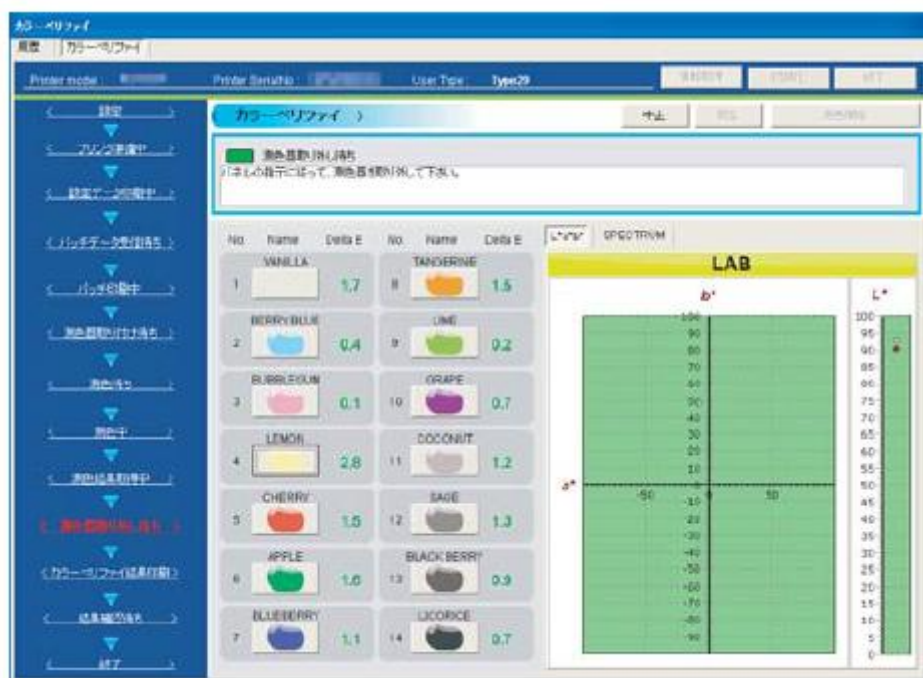 カラーベリファイ
履歴 カラーベリファイ
Printer mode : Printer SerialNo : User Type : Type29
設定
プリンタ準備中
設定データ印刷中
パッチデータ受信待ち
パッチ印刷中
測色器取り付け待ち
測色待ち
測色中
測色結果取得中
測色器取り外し待ち
カラーベリファイ結果印刷
結果確認待ち
終了
カラーベリファイ
中止
測色器取り外し待ち
パネルの指示に従って、測色器を取り外して下さい。
No. Name Delta E No. Name Delta E
1 VANILLA 1.7 8 TANGERINE 1.5
2 BERRY BLUE 0.4 9 LIME 0.2
3 BUBBLEGUM 0.1 10 GRAPE 0.7
4 LEMON 2.8 11 COCONUT 1.2
5 CHERRY 1.5 12 SAGE 1.3
6 APPLE 1.6 13 BLACK BERRY 0.9
7 BLUEBERRY 1.1 14 LICORICE 0.7
L*a*b* SPECTRUM
LAB
b*
100
90
80
70
60
50
40
30
20
10
a* -50 0 50
-10
-20
-30
-40
-50
-60
-70
-80
-90
L*
100
95
90
85
80
75
70
65
60
55
50
45
40
35
30
25
20
15
10
5
0